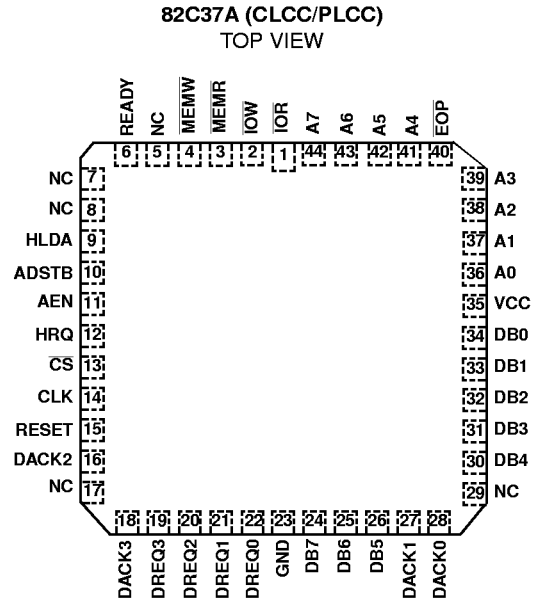 82C37A (CLCC/PLCC)
TOP VIEW
READY NC MEMW MEMR IOW IOR A7 A6 A5 A4 EOP
6 5 4 3 2 1 44 43 42 41 40
NC 7 39 A3
NC 8 38 A2
HLDA 9 37 A1
ADSTB 10 36 A0
AEN 11 35 VCC
HRQ 12 34 DB0
CS 13 33 DB1
CLK 14 32 DB2
RESET 15 31 DB3
DACK2 16 30 DB4
NC 17 29 NC
18 19 20 21 22 23 24 25 26 27 28
DACK3 DREQ3 DREQ2 DREQ1 DREQ0 GND DB7 DB6 DB5 DACK1 DACK0